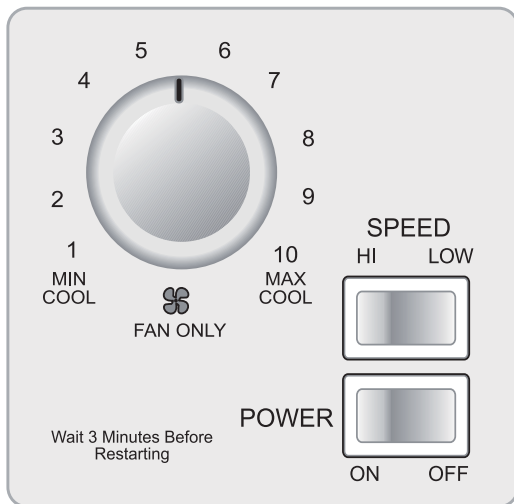 5
6
4
7
3
8
2
9
1
10
MIN
COOL
MAX
COOL
FAN ONLY
SPEED
HI LOW
POWER
ON OFF
Wait 3 Minutes Before
Restarting